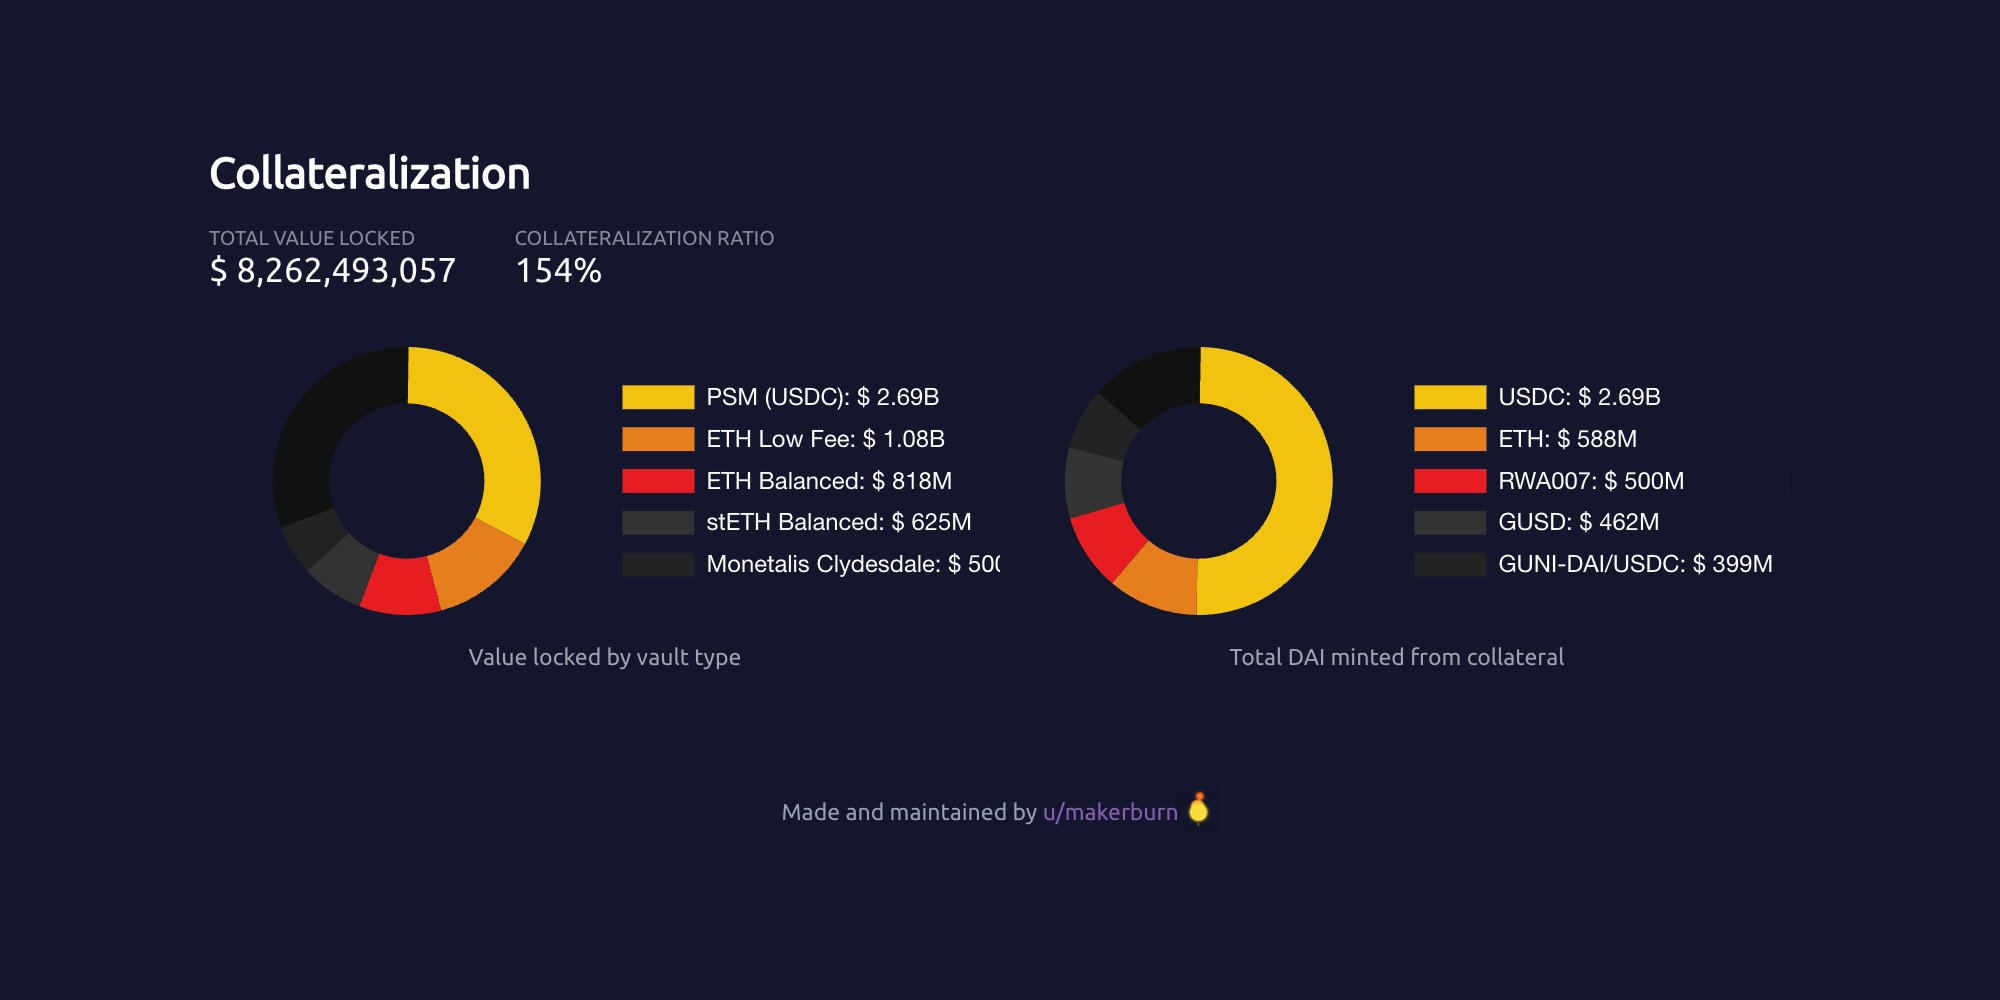 Collateralization
TOTAL VALUE LOCKED
$ 8,262,493,057
COLLATERALIZATION RATIO
154%
PSM (USDC): $ 2.69B
ETH Low Fee: $ 1.08B
ETH Balanced: $ 818M
stETH Balanced: $ 625M
Monetalis Clydesdale: $ 500
Value locked by vault type
USDC: $ 2.69B
ETH: $ 588M
RWA007: $ 500M
GUSD: $ 462M
GUNI-DAI/USDC: $ 399M
Total DAI minted from collateral
Made and maintained by u/makerburn